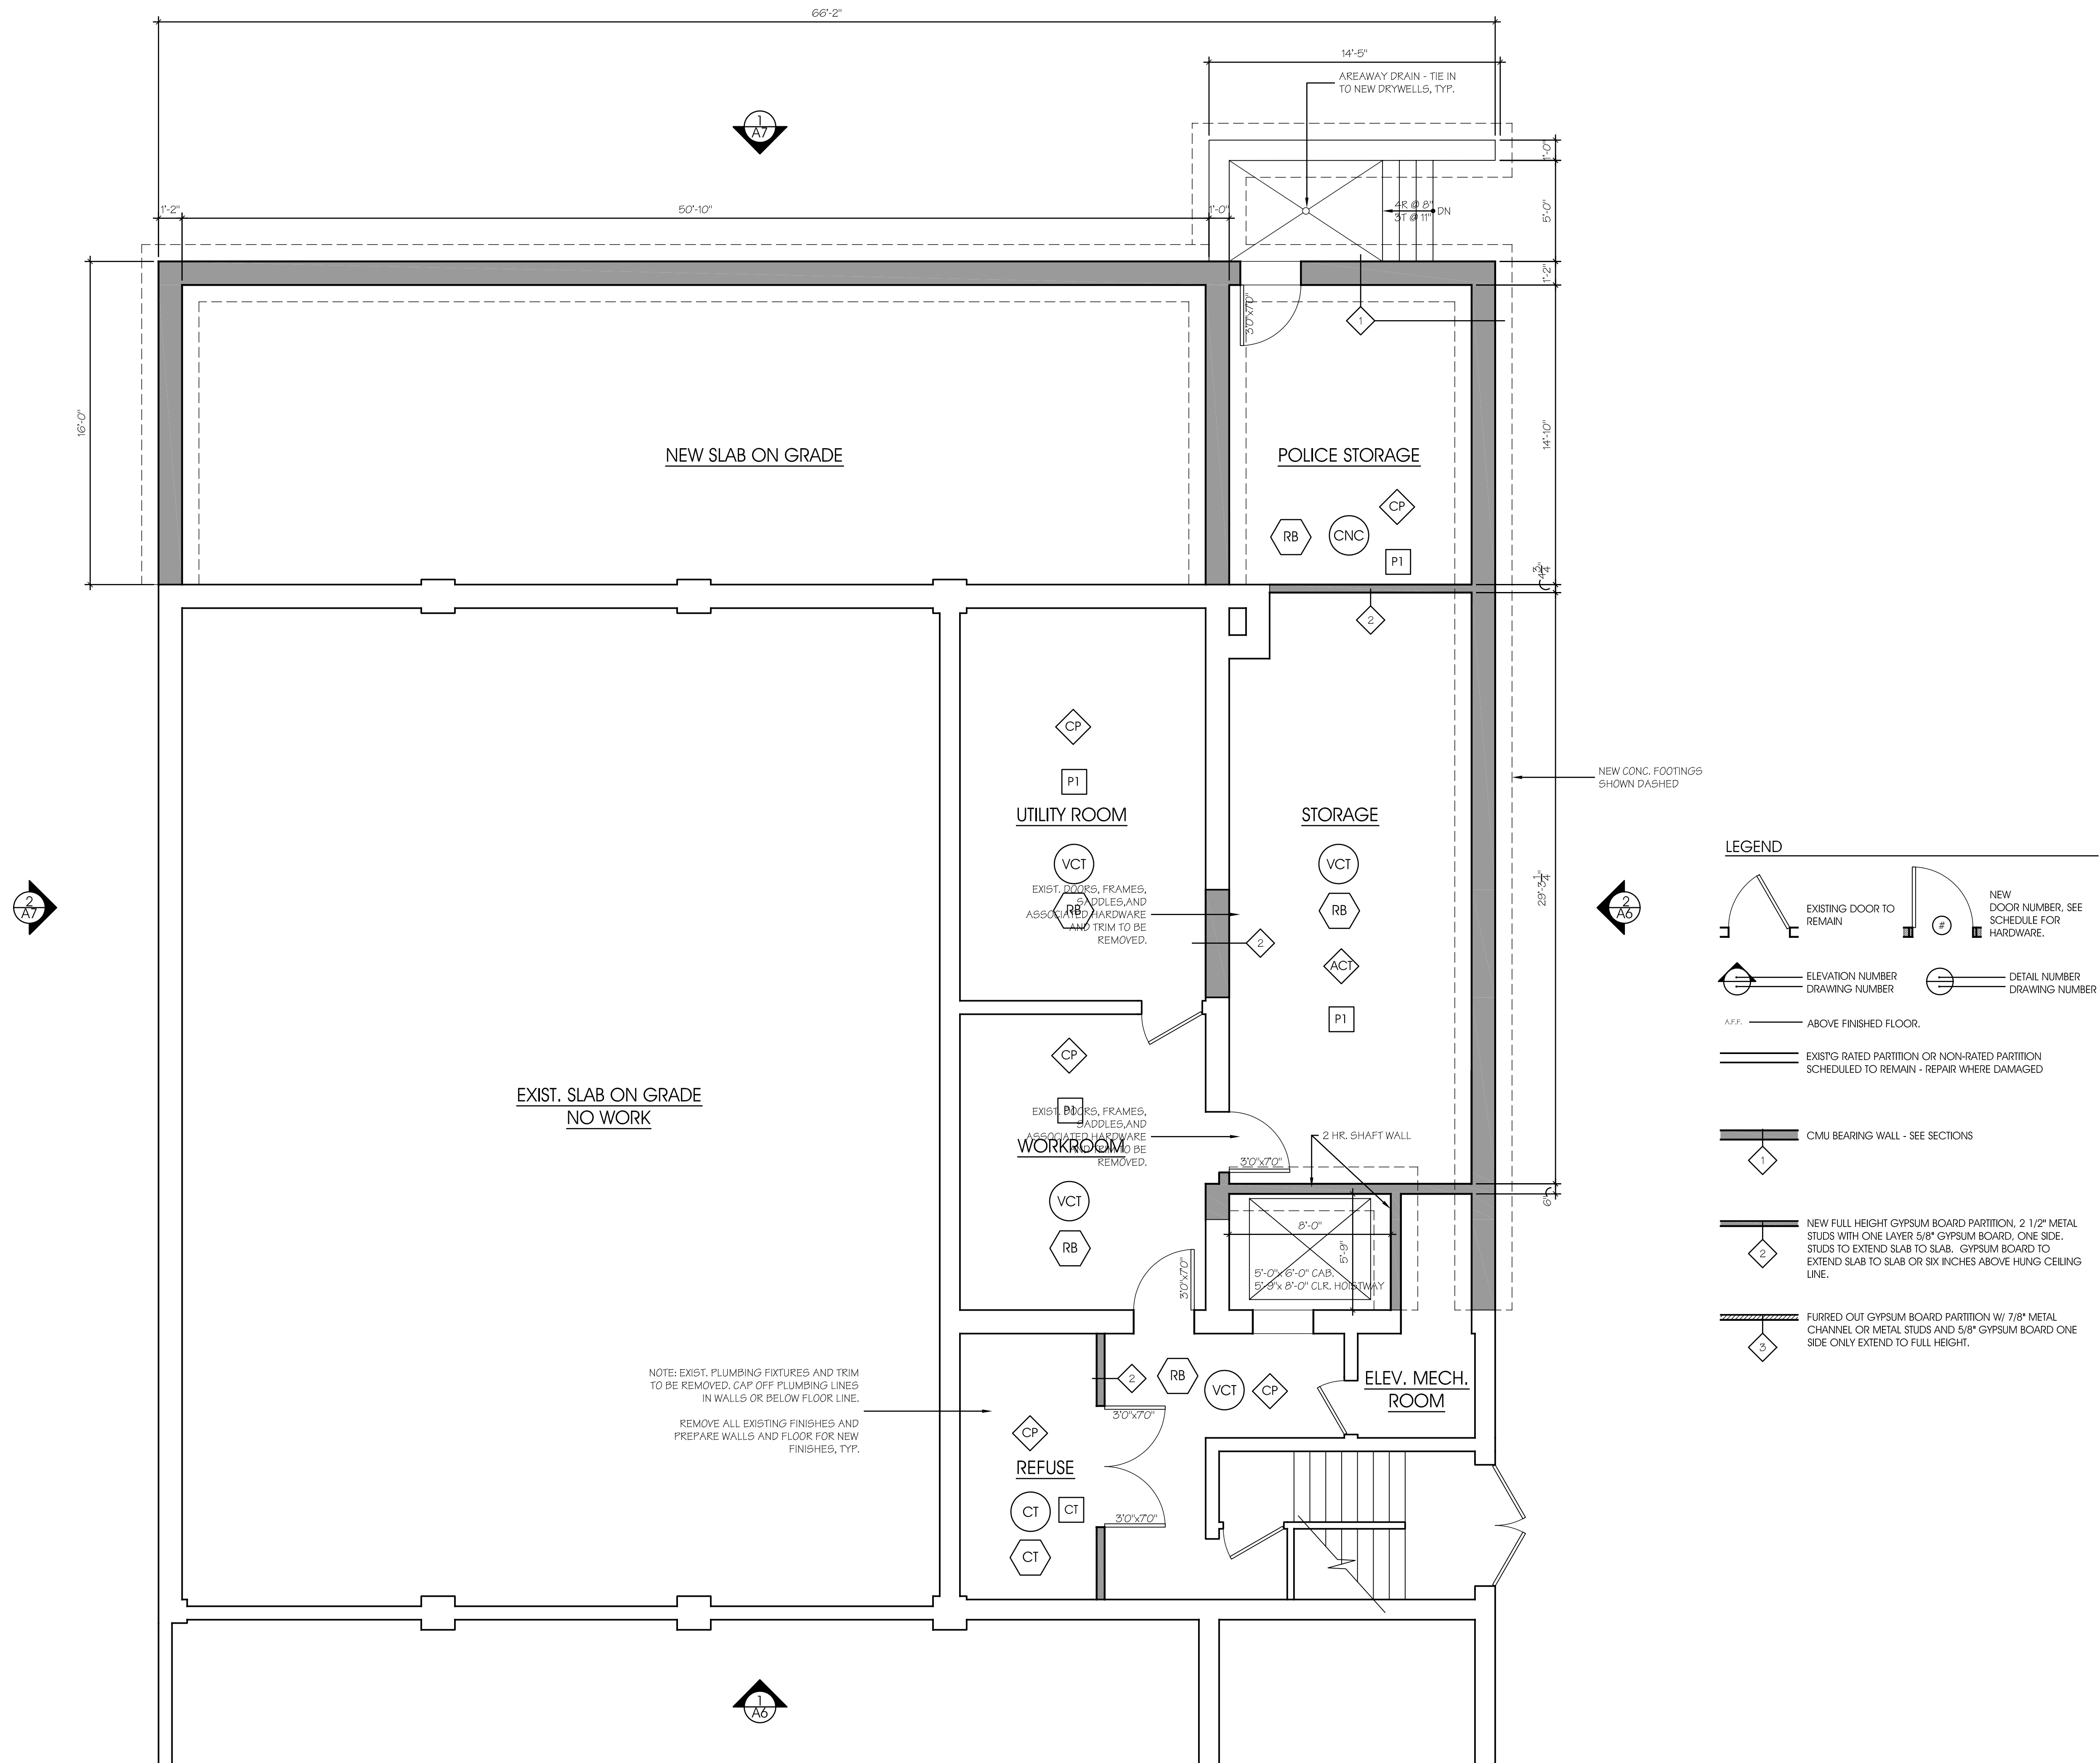 66'-2"
14'-5"
AREAWAY DRAIN - TIE IN
TO NEW DRYWELLS, TYP.
1
A7
1'-0"
5'-0"
1'-2"
50'-10"
1'-0"
4R @ 8"
3T @ 11"
DN
1'-2"
3'0"x7'0"
1
16'-0"
14'-10"
NEW SLAB ON GRADE
POLICE STORAGE
CP
RB
CNC
P1
4 3/4"
2
CP
P1
NEW CONC. FOOTINGS
SHOWN DASHED
UTILITY ROOM
STORAGE
VCT
VCT
RB
RB
EXIST. DOORS, FRAMES,
SADDLES,AND
ASSOCIATED HARDWARE
AND TRIM TO BE
REMOVED.
2
2
A7
29'-3 1/4"
2
A6
ACT
P1
CP
P1
EXIST. SLAB ON GRADE
NO WORK
EXIST. DOORS, FRAMES,
SADDLES,AND
ASSOCIATED HARDWARE
AND TRIM TO BE
REMOVED.
WORKROOM
2 HR. SHAFT WALL
3'0"x7'0"
6"
VCT
RB
8'-0"
5'-9"
5'-0"x 6'-0" CAB.
5'-9"x 8'-0" CLR. HOISTWAY
3'0"x7'0"
NOTE: EXIST. PLUMBING FIXTURES AND TRIM
TO BE REMOVED. CAP OFF PLUMBING LINES
IN WALLS OR BELOW FLOOR LINE.
REMOVE ALL EXISTING FINISHES AND
PREPARE WALLS AND FLOOR FOR NEW
FINISHES, TYP.
2
RB
VCT
CP
ELEV. MECH.
ROOM
3'0"x7'0"
CP
REFUSE
CT
CT
CT
3'0"x7'0"
1
A6
LEGEND
EXISTING DOOR TO
REMAIN
#
NEW
DOOR NUMBER, SEE
SCHEDULE FOR
HARDWARE.
ELEVATION NUMBER
DRAWING NUMBER
DETAIL NUMBER
DRAWING NUMBER
A.F.F.
ABOVE FINISHED FLOOR.
EXIST'G RATED PARTITION OR NON-RATED PARTITION
SCHEDULED TO REMAIN - REPAIR WHERE DAMAGED
CMU BEARING WALL - SEE SECTIONS
1
NEW FULL HEIGHT GYPSUM BOARD PARTITION, 2 1/2" METAL
STUDS WITH ONE LAYER 5/8" GYPSUM BOARD, ONE SIDE.
STUDS TO EXTEND SLAB TO SLAB. GYPSUM BOARD TO
EXTEND SLAB TO SLAB OR SIX INCHES ABOVE HUNG CEILING
LINE.
2
FURRED OUT GYPSUM BOARD PARTITION W/ 7/8" METAL
CHANNEL OR METAL STUDS AND 5/8" GYPSUM BOARD ONE
SIDE ONLY EXTEND TO FULL HEIGHT.
3